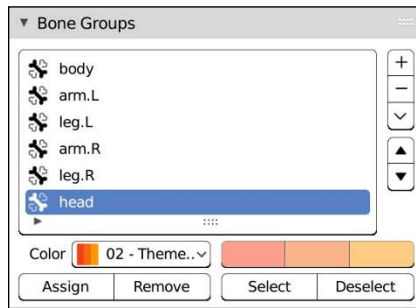 Bone Groups
body
arm.L
leg.L
arm.R
leg.R
head
Color 02 - Theme..
Assign Remove Select Deselect